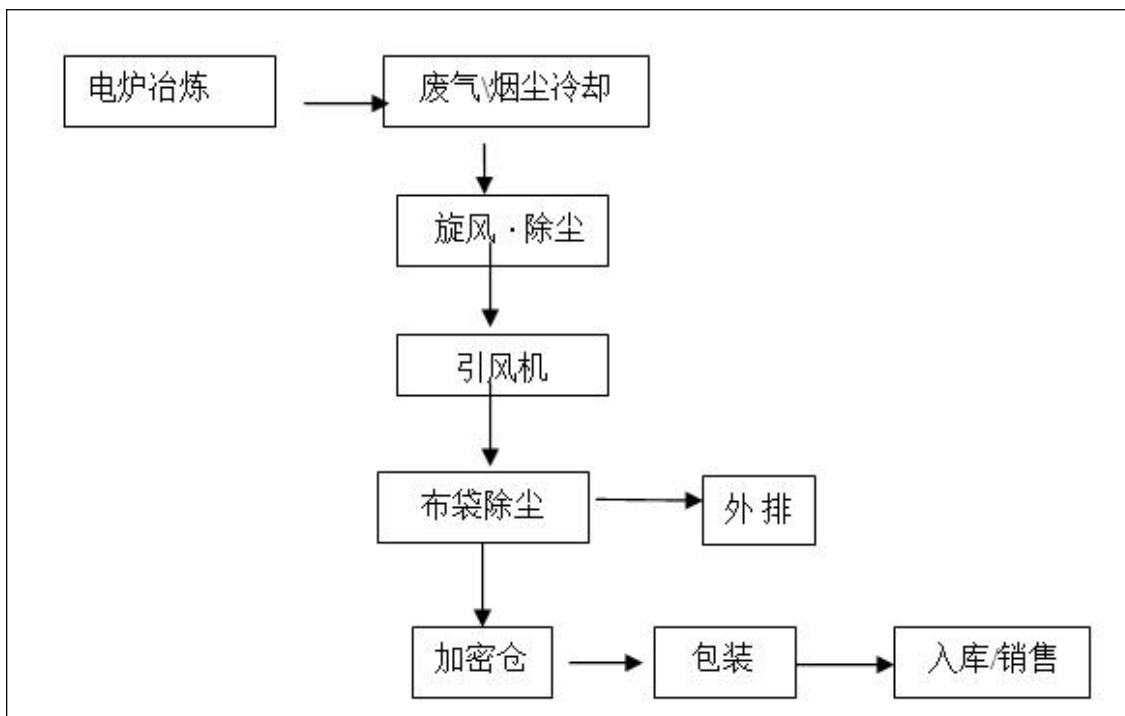 电炉冶炼
废气\烟尘冷却
旋风·除尘
引风机
布袋除尘
外 排
加密仓
包装
入库/销售